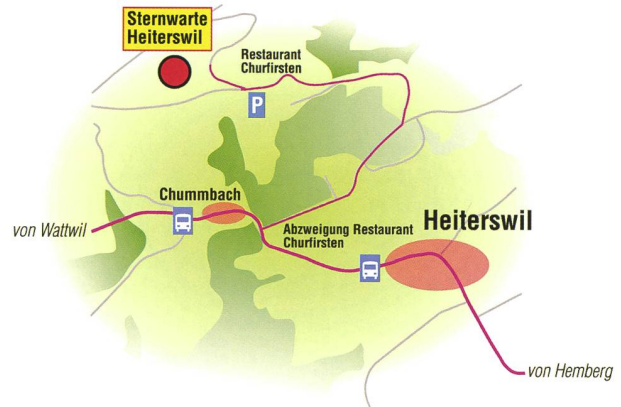 Sternwarte
Heiterswil
Restaurant
Churfirsten
P
Chummbach
von Wattwil
Abzweigung Restaurant
Churfirsten
Heiterswil
von Hemberg